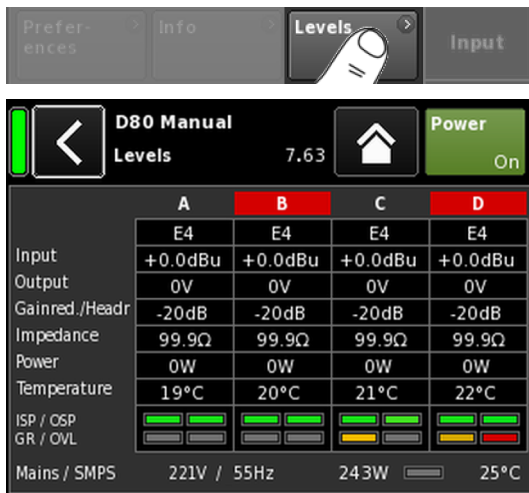 Prefer-
ences
Info
Levels
Input
D80 Manual
Levels 7.63
Power
On
A B C D
E4 E4 E4 E4
Input +0.0dBu +0.0dBu +0.0dBu +0.0dBu
Output 0V 0V 0V 0V
Gainred./Headr -20dB -20dB -20dB -20dB
Impedance 99.9Ω 99.9Ω 99.9Ω 99.9Ω
Power 0W 0W 0W 0W
Temperature 19°C 20°C 21°C 22°C
ISP / OSP
GR / OVL
Mains / SMPS 221V / 55Hz 243W 25°C